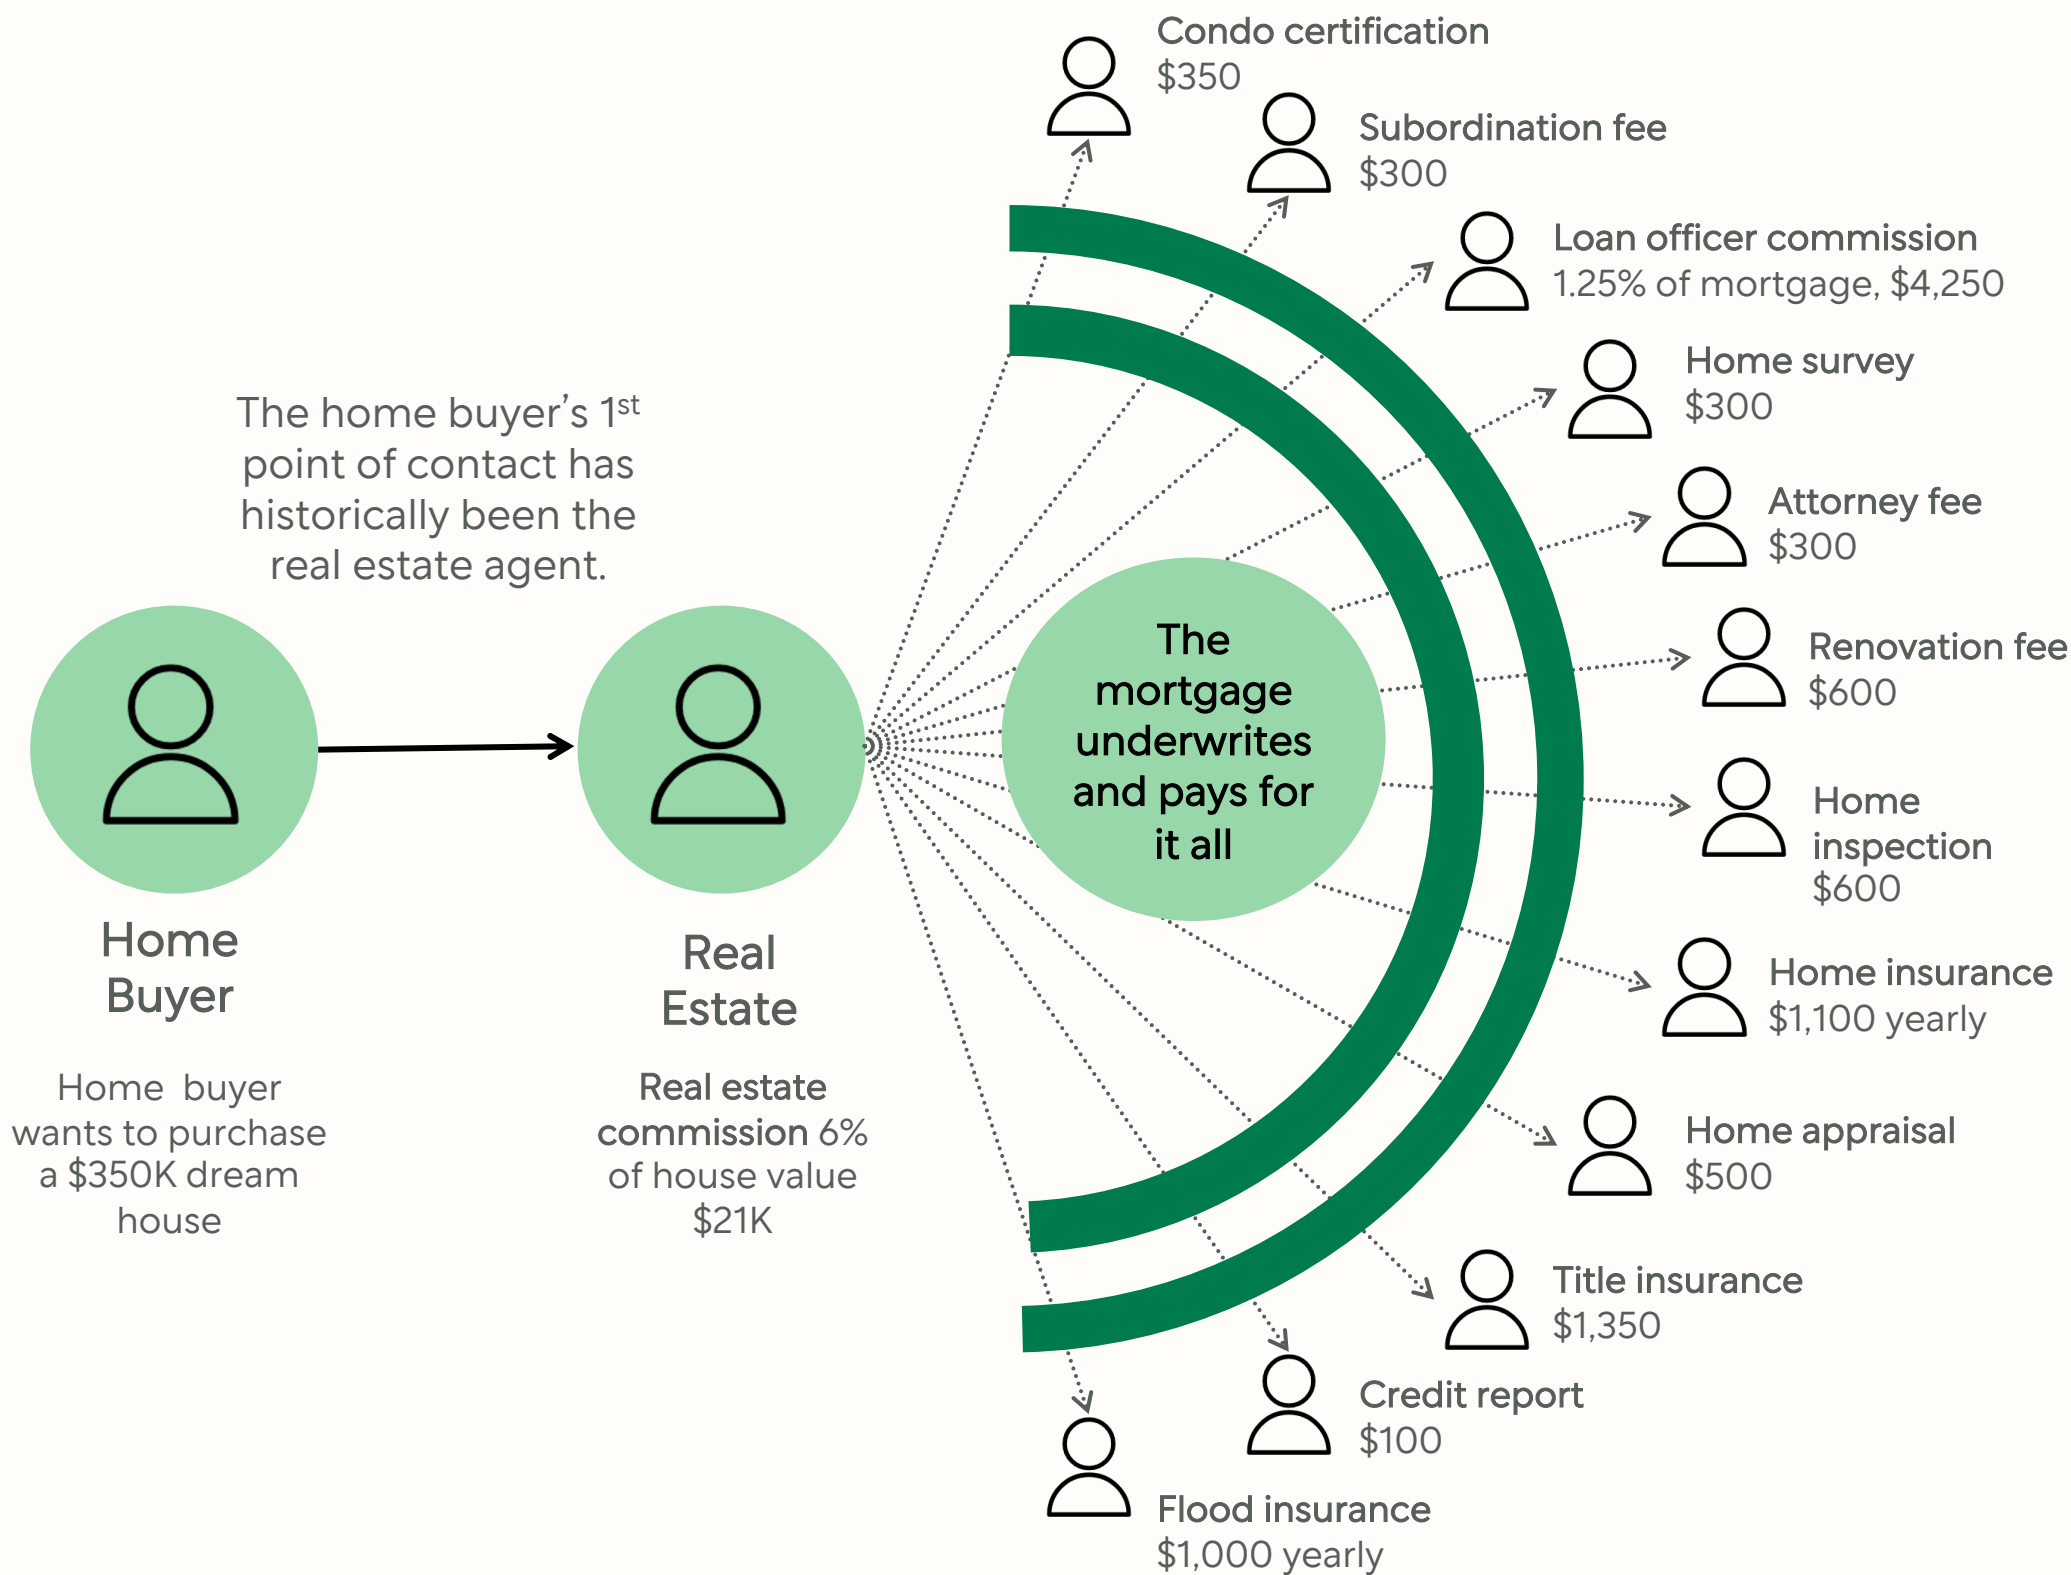 Condo certification
$350
Subordination fee
$300
Loan officer commission
1.25% of mortgage, $4,250
Home survey
$300
The home buyer’s 1st
point of contact has
historically been the
real estate agent.
Attorney fee
$300
The
mortgage
underwrites
and pays for
it all
Renovation fee
$600
Home
inspection
$600
Home
Buyer
Real
Estate
Home insurance
$1,100 yearly
Home buyer
wants to purchase
a $350K dream
house
Real estate
commission 6%
of house value
$21K
Home appraisal
$500
Title insurance
$1,350
Credit report
$100
Flood insurance
$1,000 yearly